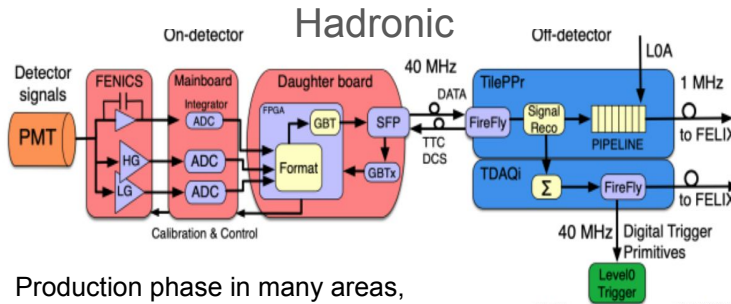 Hadronic
On-detector
Off-detector
Detector
signals
PMT
FENICS
HG
LG
Mainboard
Integrator
ADC
ADC
ADC
Calibration & Control
Daughter board
FPGA
GBT
Format
SFP
GBTx
40 MHz
DATA
TTC
DCS
TilePPr
FireFly
Signal
Reco
PIPELINE
L0A
1 MHz
to FELIX
TDAQi
Σ
FireFly
to FELIX
40 MHz
Digital Trigger
Primitives
Level0
Trigger
Production phase in many areas,